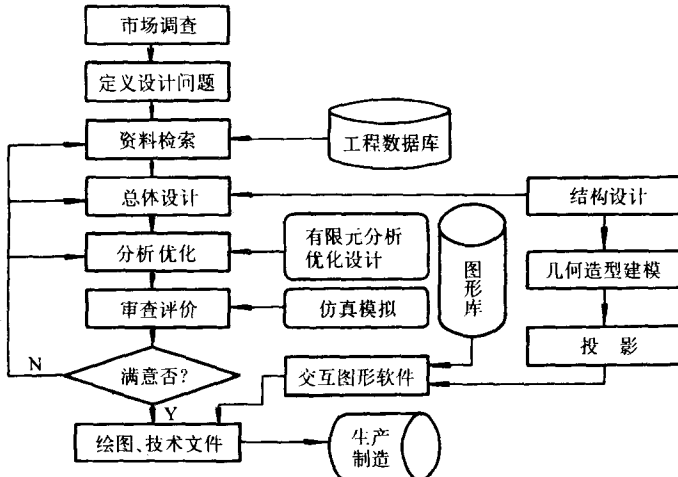 市场调查
定义设计问题
资料检索
工程数据库
总体设计
结构设计
分析优化
有限元分析
优化设计
图形库
几何造型建模
审查评价
仿真模拟
投 影
N
满意否?
交互图形软件
Y
绘图、技术文件
生产
制造